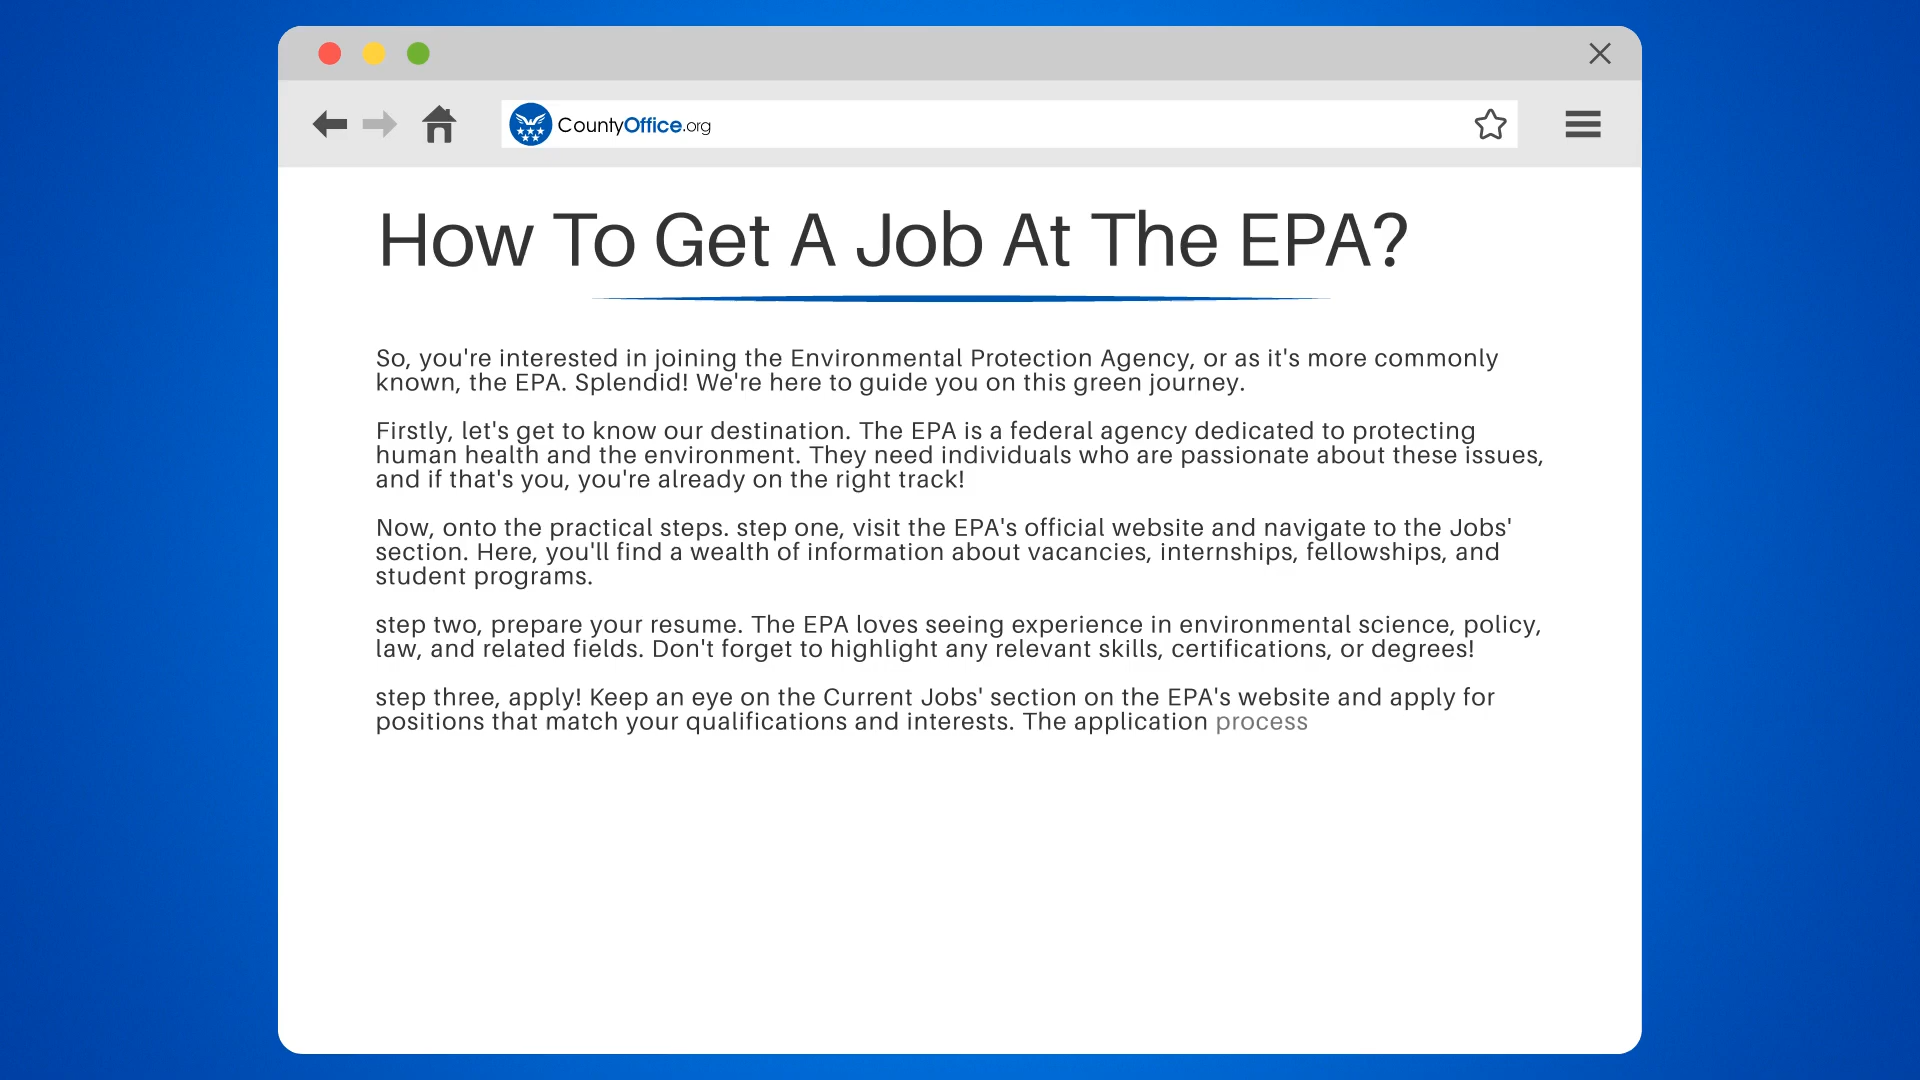 CountyOffice.org
How To Get A Job At The EPA?
So, you're interested in joining the Environmental Protection Agency, or as it's more commonly
known, the EPA. Splendid! We're here to guide you on this green journey.
Firstly, let's get to know our destination. The EPA is a federal agency dedicated to protecting
human health and the environment. They need individuals who are passionate about these issues,
and if that's you, you're already on the right track!
Now, onto the practical steps. step one, visit the EPA's official website and navigate to the Jobs'
section. Here, you'll find a wealth of information about vacancies, internships, fellowships, and
student programs.
step two, prepare your resume. The EPA loves seeing experience in environmental science, policy,
law, and related fields. Don't forget to highlight any relevant skills, certifications, or degrees!
step three, apply! Keep an eye on the Current Jobs' section on the EPA's website and apply for
positions that match your qualifications and interests. The application process